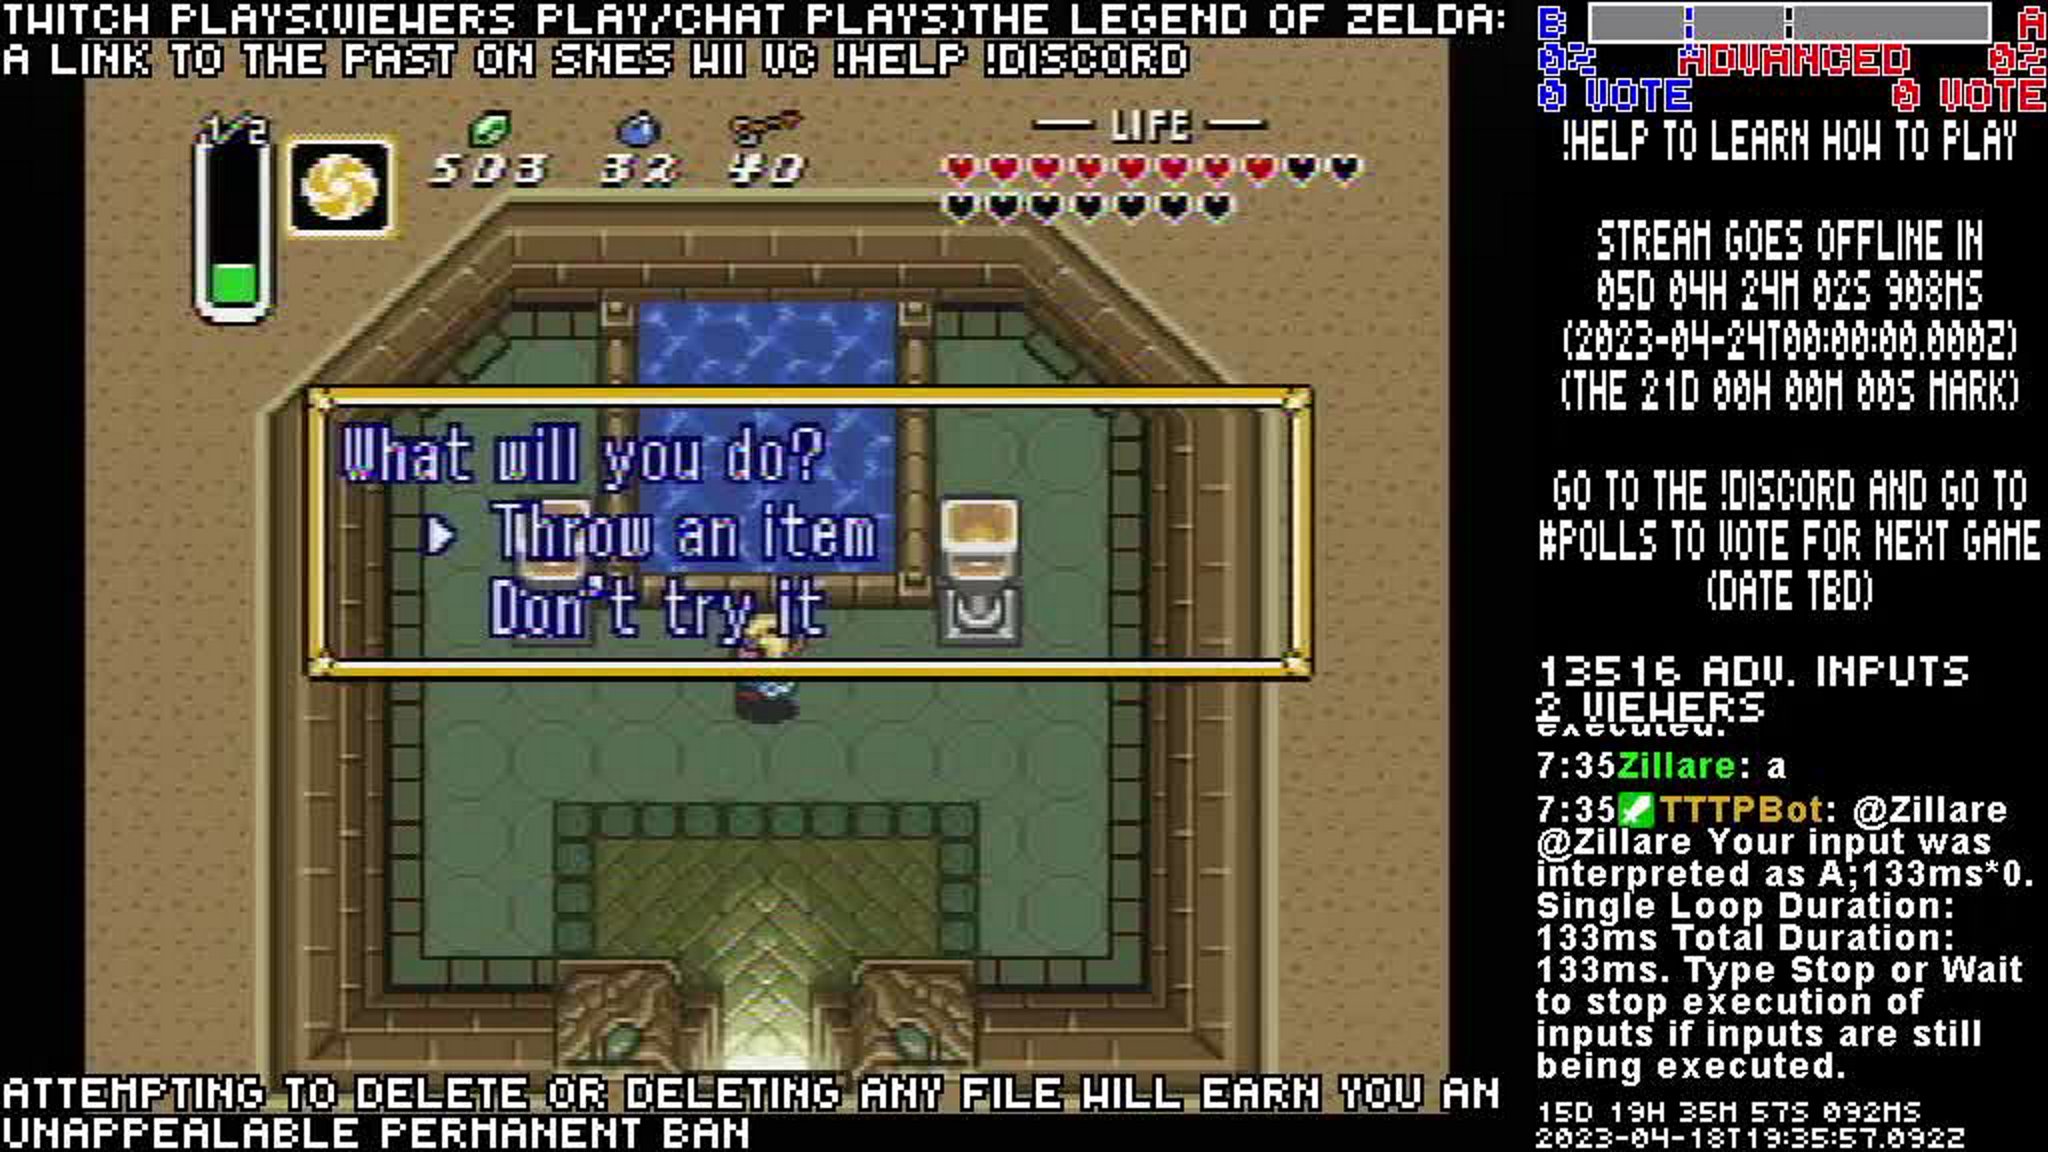 TWITCH PLAYS(VIEWERS PLAY/CHAT PLAYS)THE LEGEND OF ZELDA:
A LINK TO THE PAST ON SNES WII VC !HELP !DISCORD
1/2
503 32 40
LIFE
What will you do?
Throw an item
Don't try it
ATTEMPTING TO DELETE OR DELETING ANY FILE WILL EARN YOU AN
UNAPPEALABLE PERMANENT BAN
B A
0% ADVANCED 0%
0 VOTE 0 VOTE
!HELP TO LEARN HOW TO PLAY
STREAM GOES OFFLINE IN
05D 04H 24M 02S 908MS
(2023-04-24T00:00:00.000Z)
(THE 21D 00H 00M 00S MARK)
GO TO THE !DISCORD AND GO TO
#POLLS TO VOTE FOR NEXT GAME
(DATE TBD)
13516 ADV. INPUTS
2 VIEWERS
executed.
7:35Zillare: a
7:35TTTPBot: @Zillare
@Zillare Your input was
interpreted as A;133ms*0.
Single Loop Duration:
133ms Total Duration:
133ms. Type Stop or Wait
to stop execution of
inputs if inputs are still
being executed.
15D 19H 35M 57S 092MS
2023-04-18T19:35:57.092Z